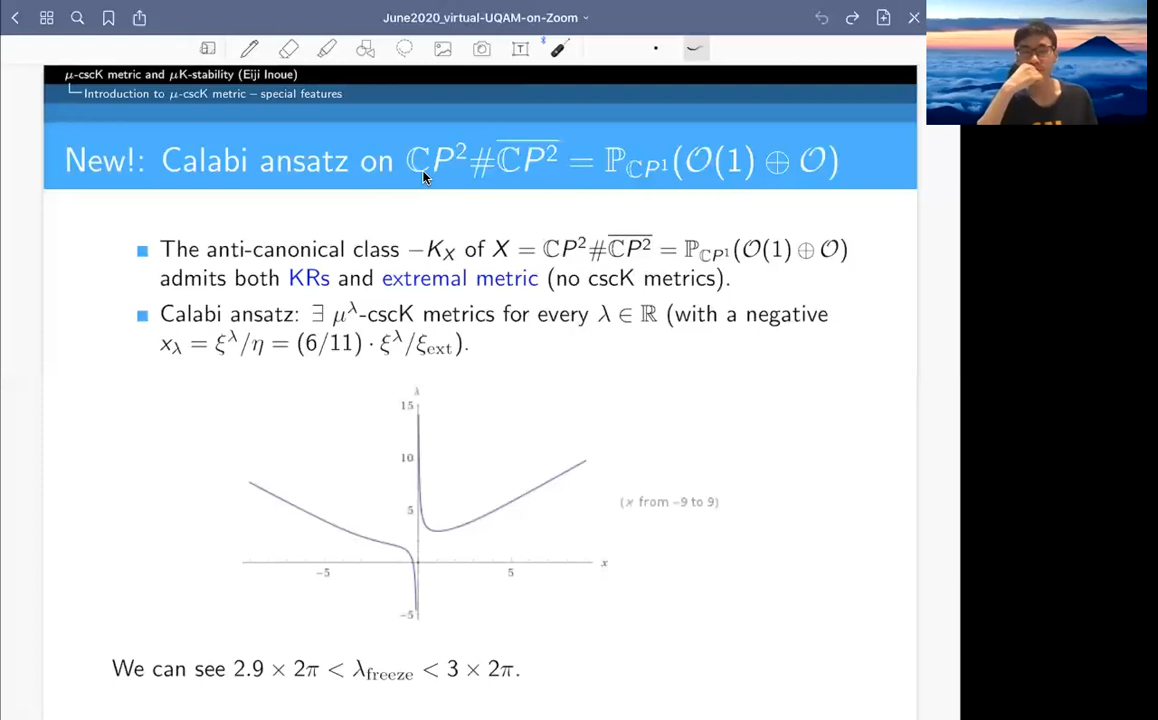 June2020_virtual-UQAM-on-Zoom
μ-cscK metric and μK-stability (Eiji Inoue)
Introduction to μ-cscK metric – special features
New!: Calabi ansatz on ℂP²#\overline{ℂP²} = ℙ_{ℂP¹}(𝒪(1) ⊕ 𝒪)
The anti-canonical class −K_X of X = ℂP²#\overline{ℂP²} = ℙ_{ℂP¹}(𝒪(1) ⊕ 𝒪)
admits both KRs and extremal metric (no cscK metrics).
Calabi ansatz: ∃ μ^λ-cscK metrics for every λ ∈ ℝ (with a negative
x_λ = ξ^λ/η = (6/11) · ξ^λ/ξ_ext).
λ
15
10
5
(x from −9 to 9)
x
−5
5
−5
We can see 2.9 × 2π < λ_freeze < 3 × 2π.